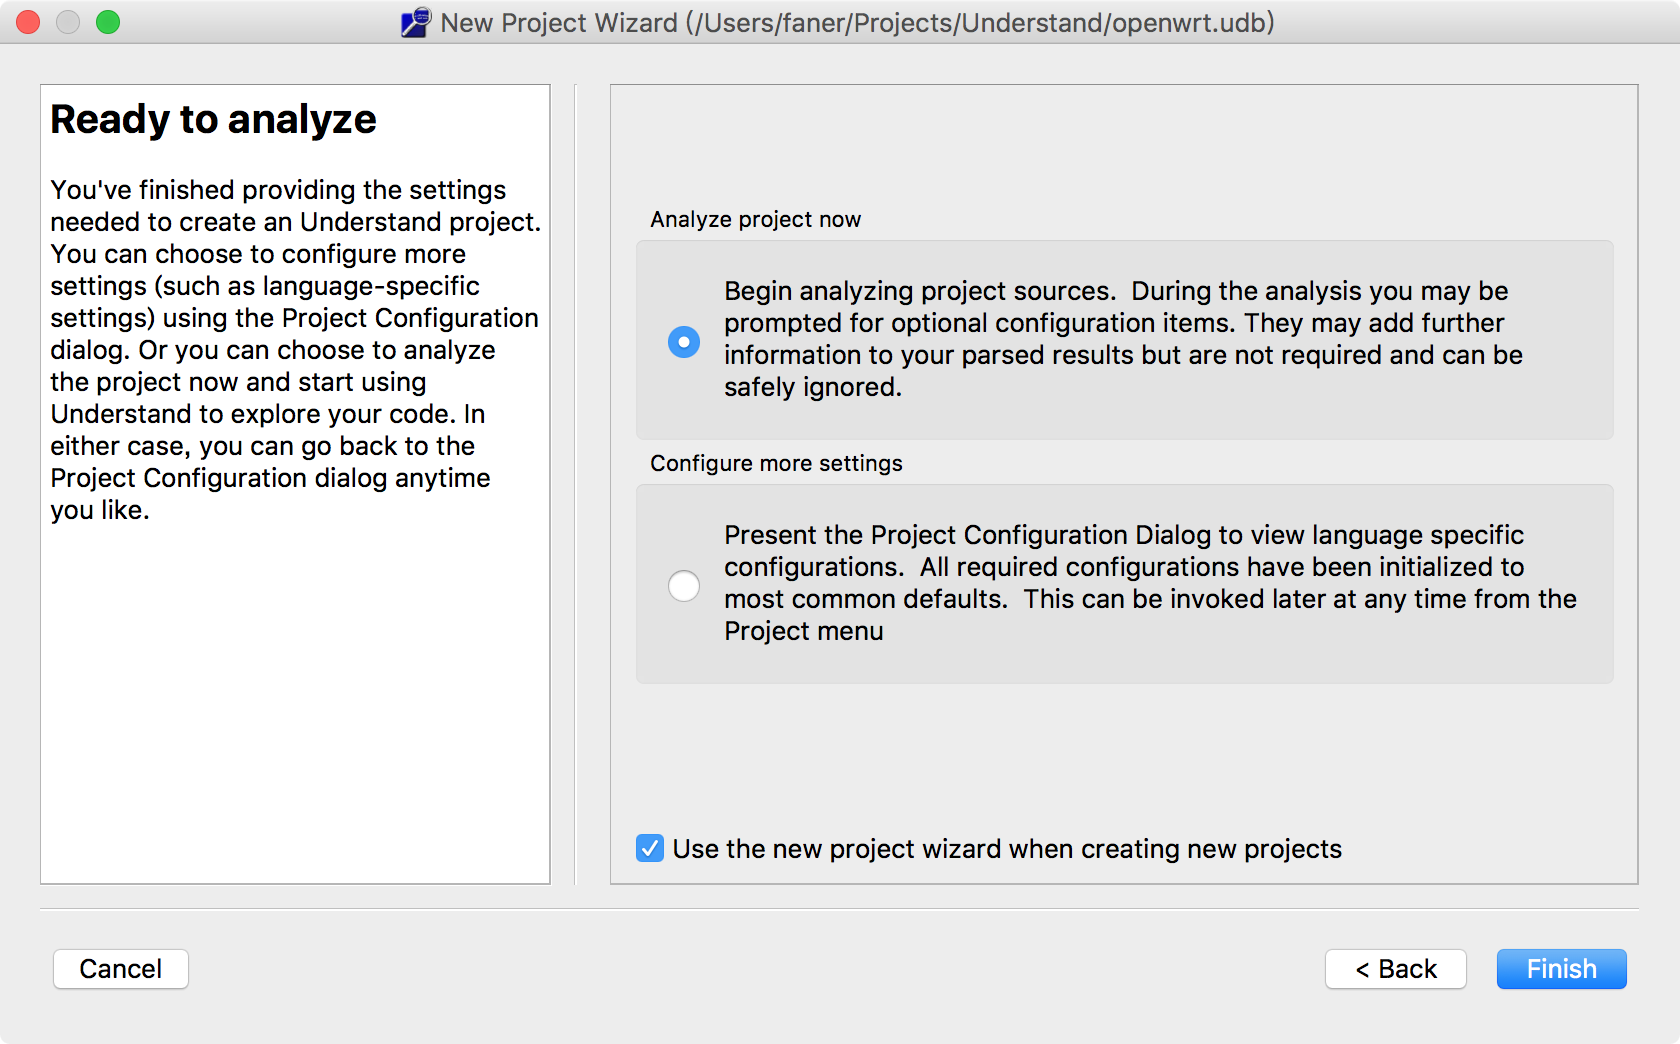 New Project Wizard (/Users/faner/Projects/Understand/openwrt.udb)
Ready to analyze
You've finished providing the settings
needed to create an Understand project.
You can choose to configure more
settings (such as language-specific
settings) using the Project Configuration
dialog. Or you can choose to analyze
the project now and start using
Understand to explore your code. In
either case, you can go back to the
Project Configuration dialog anytime
you like.
Analyze project now
Begin analyzing project sources.  During the analysis you may be
prompted for optional configuration items. They may add further
information to your parsed results but are not required and can be
safely ignored.
Configure more settings
Present the Project Configuration Dialog to view language specific
configurations.  All required configurations have been initialized to
most common defaults.  This can be invoked later at any time from the
Project menu
Use the new project wizard when creating new projects
Cancel
< Back
Finish